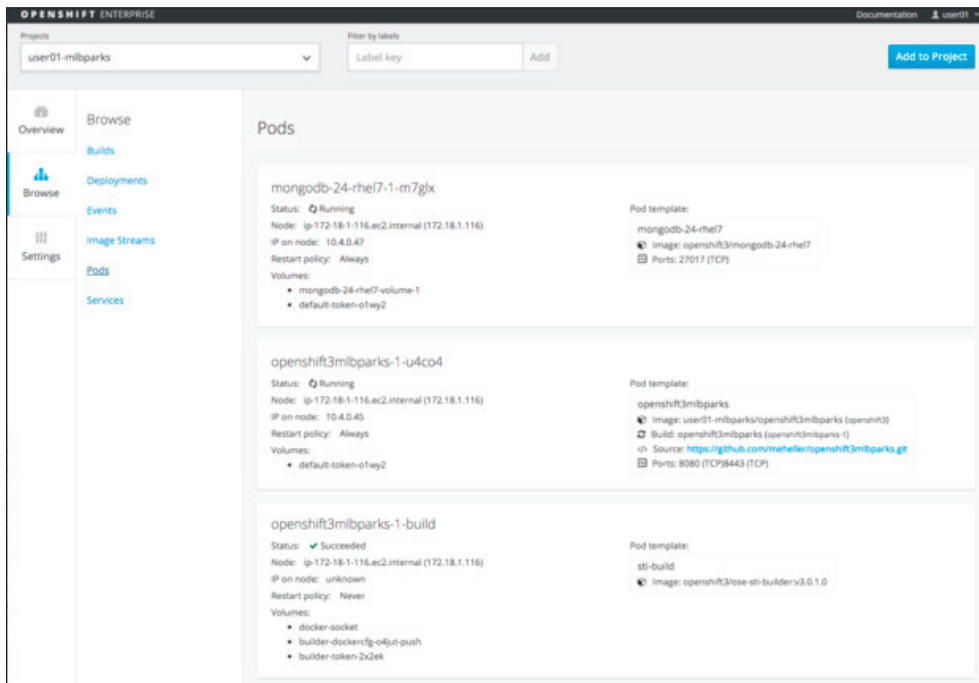 OPENSHIFT ENTERPRISE
Documentation user01
Projects
Filter by labels
user01-mlbparks
Label key
Add
Add to Project
Overview
Browse
Settings
Browse
Builds
Deployments
Events
Image Streams
Pods
Services
Pods
mongodb-24-rhel7-1-m7glx
Status: Running
Node: ip-172-18-1-116.ec2.internal (172.18.1.116)
IP on node: 10.4.0.47
Restart policy: Always
Volumes:
mongodb-24-rhel7-volume-1
default-token-o1wy2
Pod template:
mongodb-24-rhel7
Image: openshift3/mongodb-24-rhel7
Ports: 27017 (TCP)
openshift3mlbparks-1-u4co4
Status: Running
Node: ip-172-18-1-116.ec2.internal (172.18.1.116)
IP on node: 10.4.0.45
Restart policy: Always
Volumes:
default-token-o1wy2
Pod template:
openshift3mlbparks
Image: user01-mlbparks/openshift3mlbparks (openshift3)
Build: openshift3mlbparks (openshift3mlbparks-1)
</> Source: https://github.com/meheller/openshift3mlbparks.git
Ports: 8080 (TCP)8443 (TCP)
openshift3mlbparks-1-build
Status: Succeeded
Node: ip-172-18-1-116.ec2.internal (172.18.1.116)
IP on node: unknown
Restart policy: Never
Volumes:
docker-socket
builder-dockercfg-o4jut-push
builder-token-2x2ek
Pod template:
sti-build
Image: openshift3/ose-sti-builder:v3.0.1.0